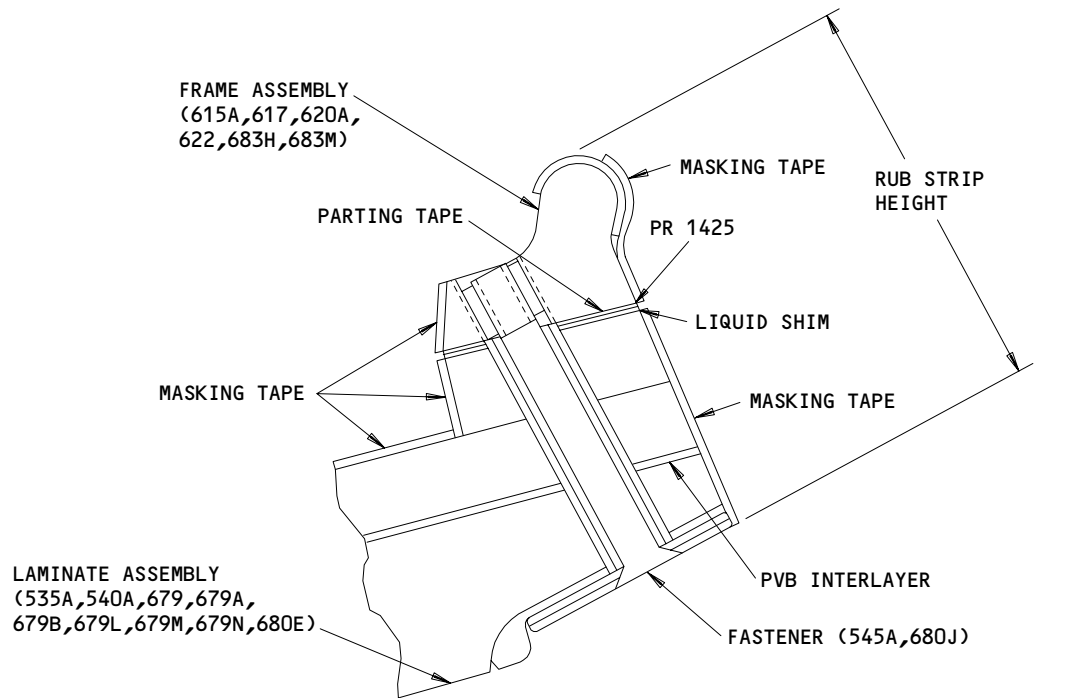 FRAME ASSEMBLY
(615A,617,620A,
622,683H,683M)
MASKING TAPE
RUB STRIP
HEIGHT
PARTING TAPE
PR 1425
LIQUID SHIM
MASKING TAPE
MASKING TAPE
LAMINATE ASSEMBLY
(535A,540A,679,679A,
679B,679L,679M,679N,680E)
PVB INTERLAYER
FASTENER (545A,680J)